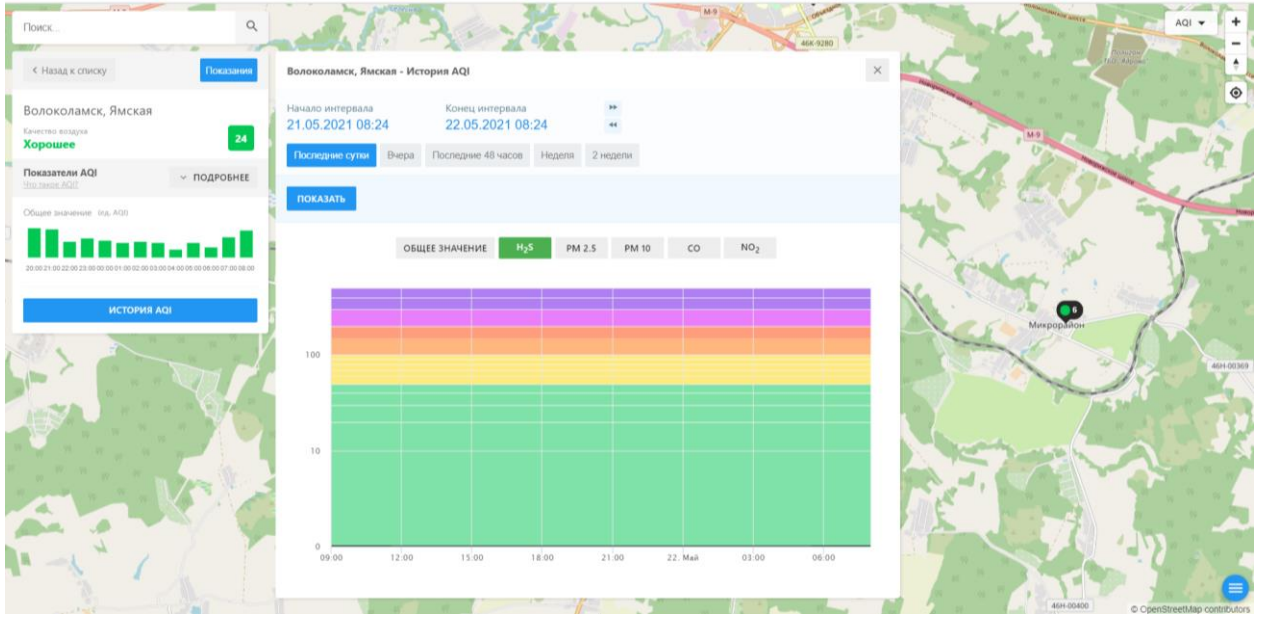 Поиск...
М-9
46К-9280
AQI
+
−
Назад к списку
Показания
Волоколамск, Ямская
Качество воздуха
Хорошее
24
Показатели AQI
Что такое AQI?
ПОДРОБНЕЕ
Общее значение (ед. AQI)
20:00 21:00 22:00 23:00 00:00 01:00 02:00 03:00 04:00 05:00 06:00 07:00 08:00
ИСТОРИЯ AQI
Волоколамск, Ямская - История AQI
Начало интервала
Конец интервала
21.05.2021 08:24
22.05.2021 08:24
Последние сутки
Вчера
Последние 48 часов
Неделя
2 недели
ПОКАЗАТЬ
ОБЩЕЕ ЗНАЧЕНИЕ
H₂S
PM 2.5
PM 10
CO
NO₂
100
10
0
09:00
12:00
15:00
18:00
21:00
22. Май
03:00
06:00
М-9
Новорижское шоссе
6
Микрорайон
46Н-00369
46Н-00400
© OpenStreetMap contributors